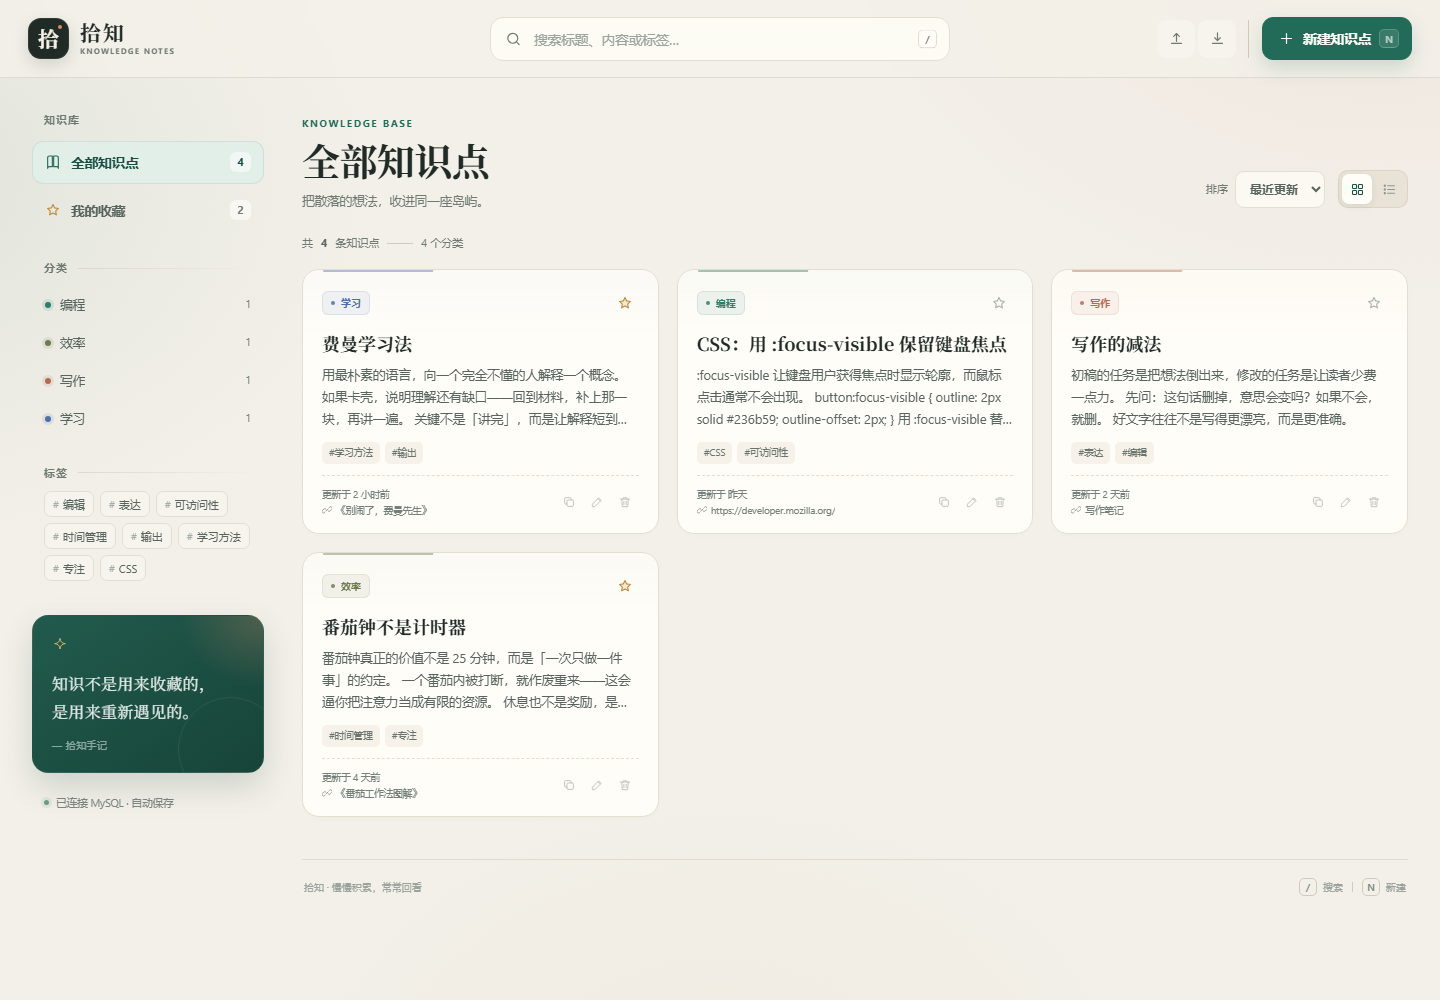 拾
拾知
KNOWLEDGE NOTES
搜索标题、内容或标签...
/
新建知识点
N
知识库
全部知识点
4
我的收藏
2
分类
编程
1
效率
1
写作
1
学习
1
标签
# 编辑
# 表达
# 可访问性
# 时间管理
# 输出
# 学习方法
# 专注
# CSS
知识不是用来收藏的，
是用来重新遇见的。
— 拾知手记
已连接 MySQL · 自动保存
KNOWLEDGE BASE
全部知识点
把散落的想法，收进同一座岛屿。
排序
最近更新
共 4 条知识点 —— 4 个分类
学习
费曼学习法
用最朴素的语言，向一个完全不懂的人解释一个概念。
如果卡壳，说明理解还有缺口——回到材料，补上那一
块，再讲一遍。 关键不是「讲完」，而是让解释短到...
#学习方法
#输出
更新于 2 小时前
《别闹了，费曼先生》
编程
CSS：用 :focus-visible 保留键盘焦点
:focus-visible 让键盘用户获得焦点时显示轮廓，而鼠标
点击通常不会出现。 button:focus-visible { outline: 2px
solid #236b59; outline-offset: 2px; } 用 :focus-visible 替...
#CSS
#可访问性
更新于 昨天
https://developer.mozilla.org/
写作
写作的减法
初稿的任务是把想法倒出来，修改的任务是让读者少费
一点力。 先问：这句话删掉，意思会变吗？如果不会，
就删。 好文字往往不是写得更漂亮，而是更准确。
#表达
#编辑
更新于 2 天前
写作笔记
效率
番茄钟不是计时器
番茄钟真正的价值不是 25 分钟，而是「一次只做一件
事」的约定。 一个番茄内被打断，就作废重来——这会
逼你把注意力当成有限的资源。 休息也不是奖励，是...
#时间管理
#专注
更新于 4 天前
《番茄工作法图解》
拾知 · 慢慢积累，常常回看
/ 搜索
N 新建